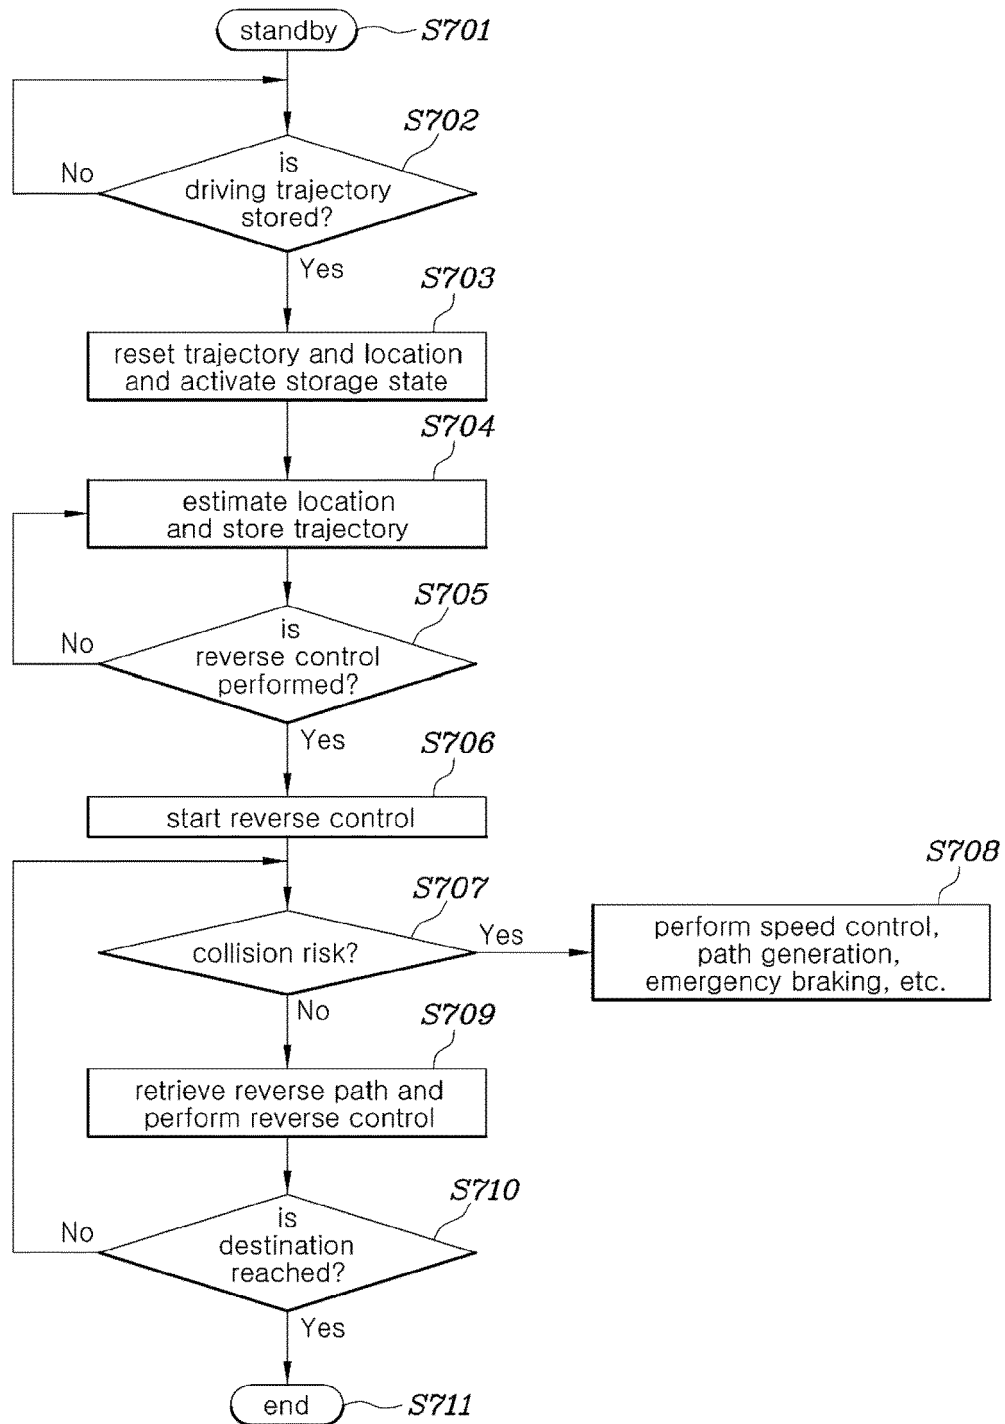 standby
S701
S702
No
is
driving trajectory
stored?
Yes
S703
reset trajectory and location
and activate storage state
S704
estimate location
and store trajectory
S705
No
is
reverse control
performed?
Yes
S706
start reverse control
S707
S708
collision risk?
Yes
perform speed control,
path generation,
emergency braking, etc.
No
S709
retrieve reverse path and
perform reverse control
S710
No
is
destination
reached?
Yes
end
S711